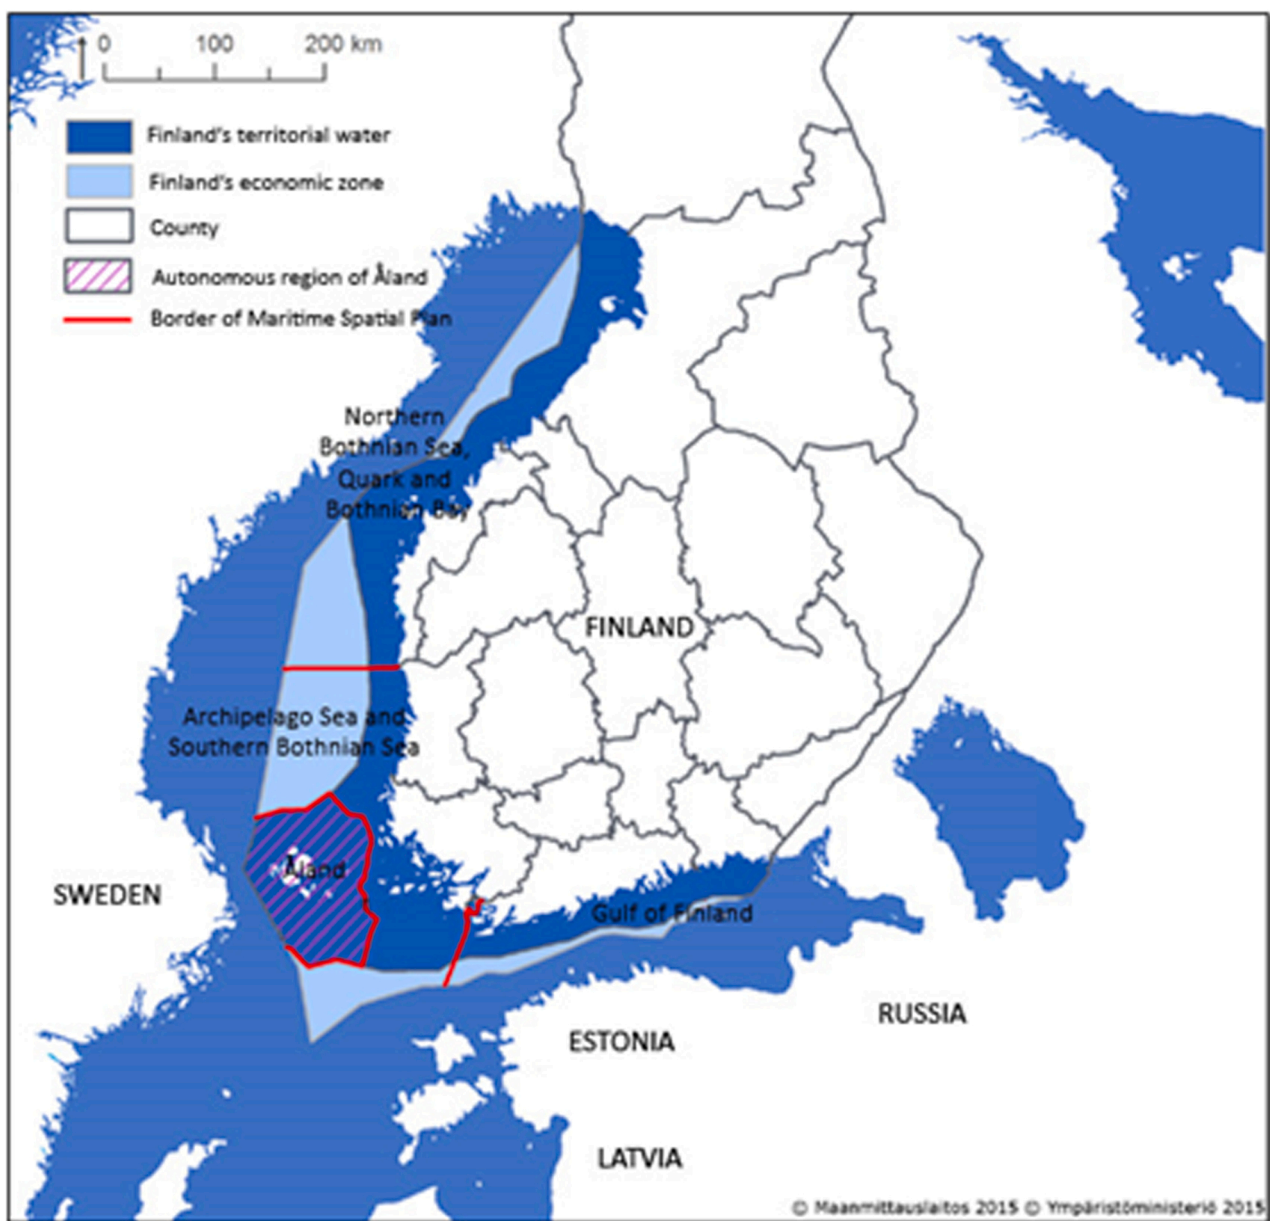 0 100 200 km
Finland's territorial water
Finland's economic zone
County
Autonomous region of Åland
Border of Maritime Spatial Plan
Northern
Bothnian Sea,
Quark and
Bothnian Bay
FINLAND
Archipelago Sea and
Southern Bothnian Sea
Åland
SWEDEN
Gulf of Finland
RUSSIA
ESTONIA
LATVIA
© Maanmittauslaitos 2015 © Ympäristöministeriö 2015